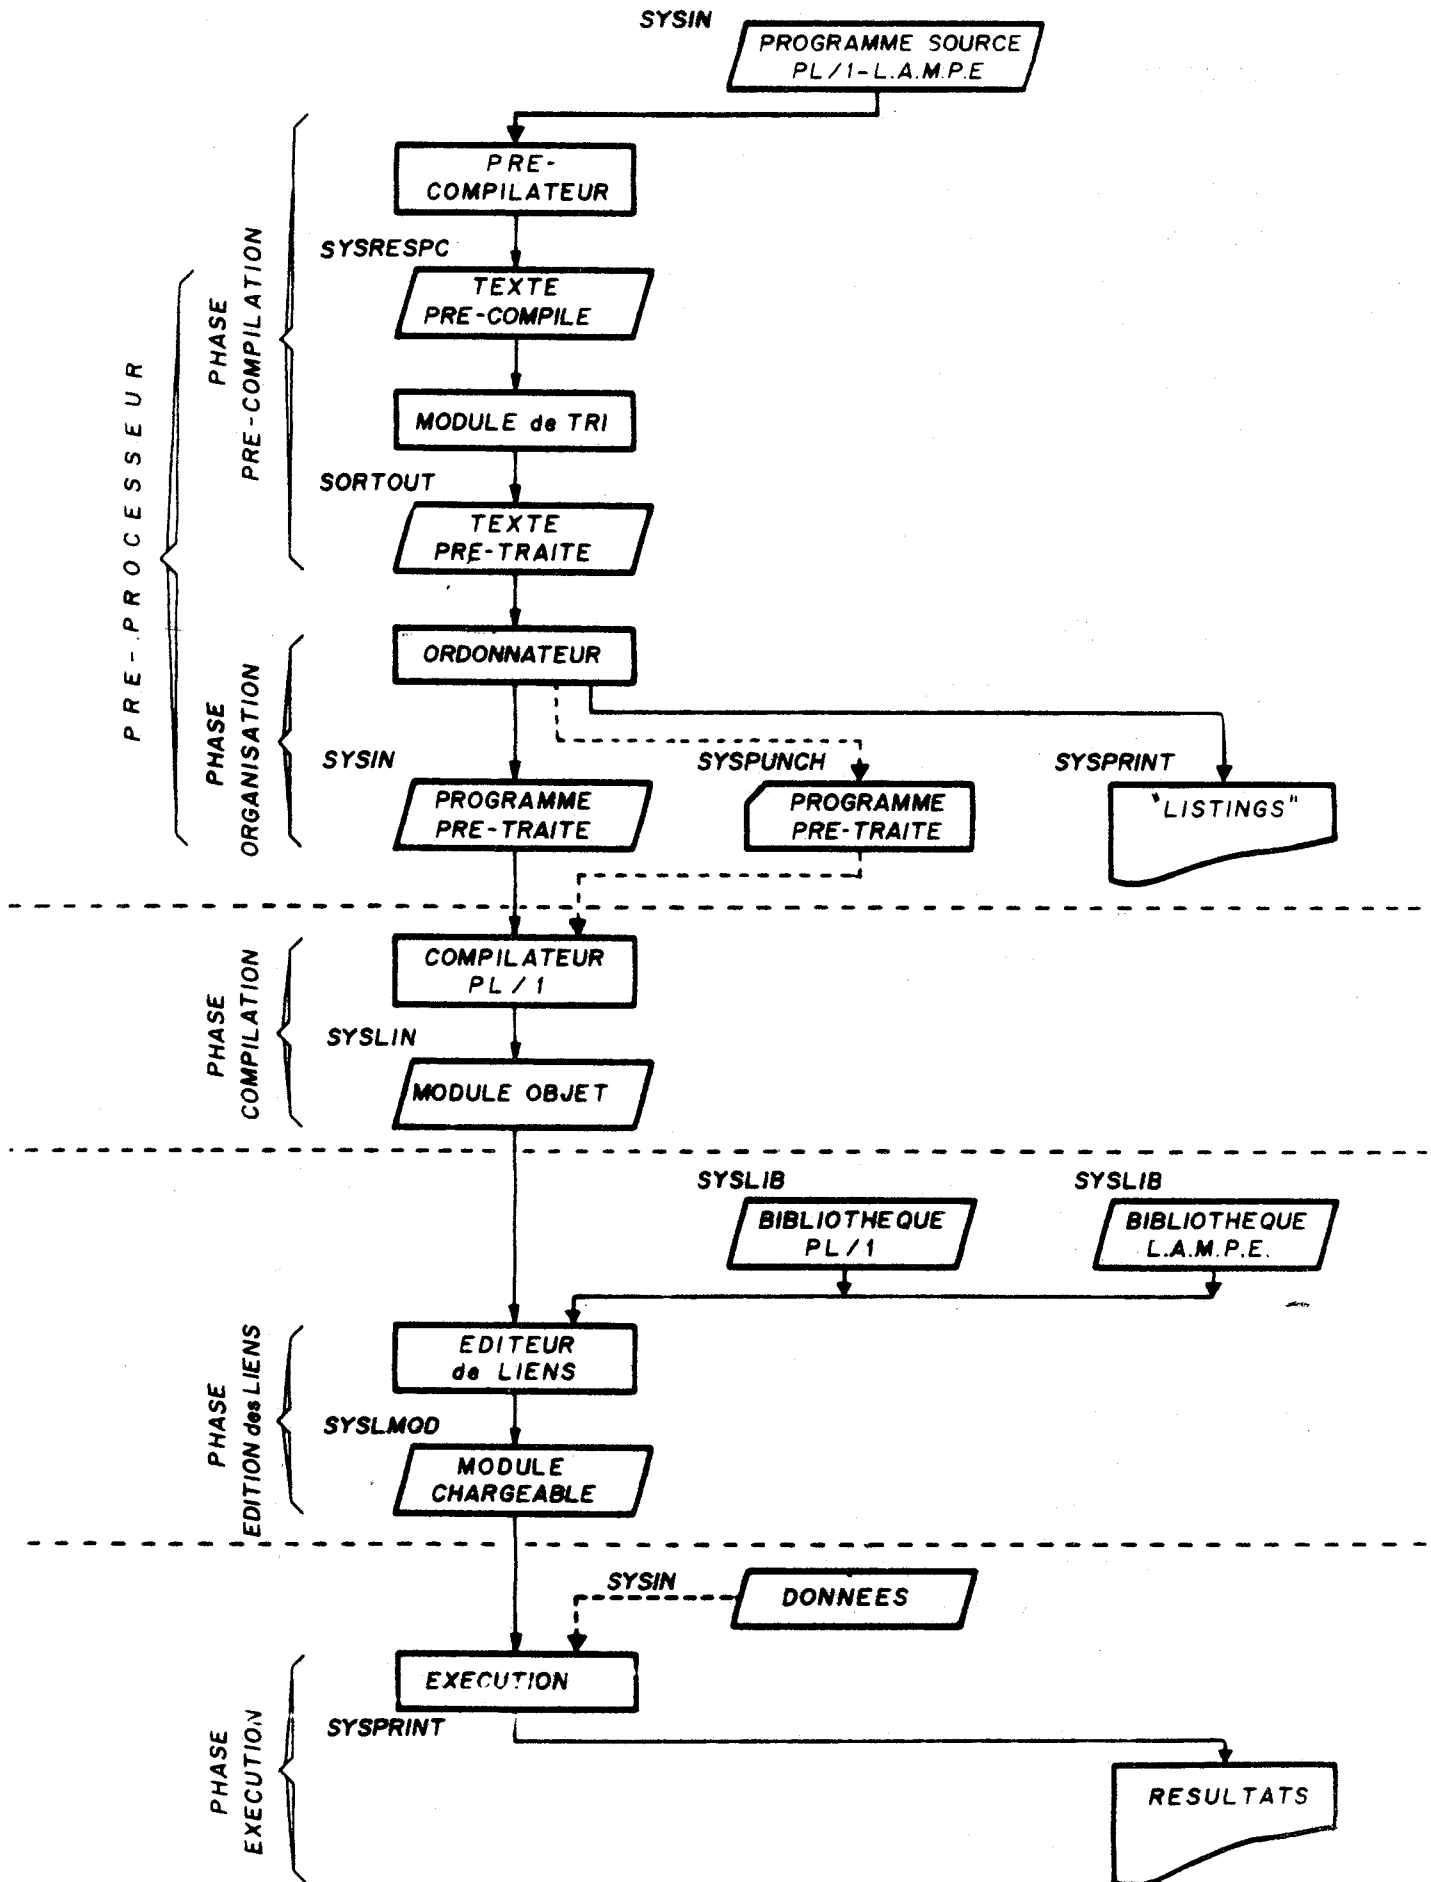 SYSIN
PROGRAMME SOURCE
PL/1-L.A.M.P.E
PRE-
COMPILATEUR
SYSRESPC
TEXTE
PRE-COMPILE
PHASE
PRE-COMPILATION
MODULE de TRI
SORTOUT
TEXTE
PRE-TRAITE
PRE-PROCESSEUR
ORDONNATEUR
PHASE
ORGANISATION
SYSIN
SYSPUNCH
SYSPRINT
PROGRAMME
PRE-TRAITE
PROGRAMME
PRE-TRAITE
"LISTINGS"
COMPILATEUR
PL/1
PHASE
COMPILATION
SYSLIN
MODULE OBJET
SYSLIB
SYSLIB
BIBLIOTHEQUE
PL/1
BIBLIOTHEQUE
L.A.M.P.E.
EDITEUR
de LIENS
PHASE
EDITION des LIENS
SYSLMOD
MODULE
CHARGEABLE
SYSIN
DONNEES
EXECUTION
SYSPRINT
PHASE
EXECUTION
RESULTATS